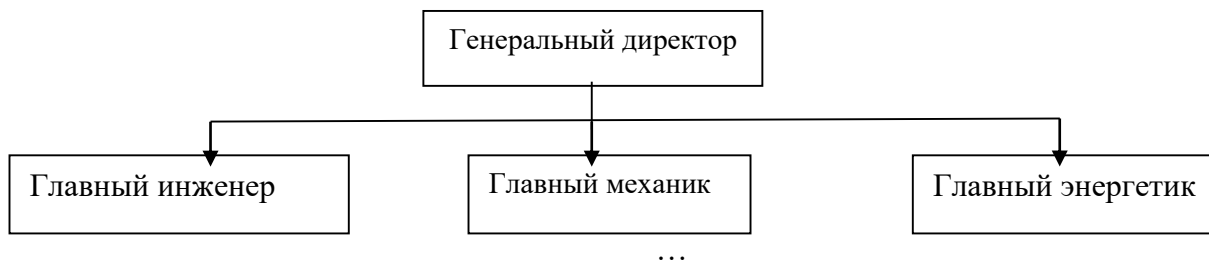 Генеральный директор
Главный инженер
Главный механик
Главный энергетик
…